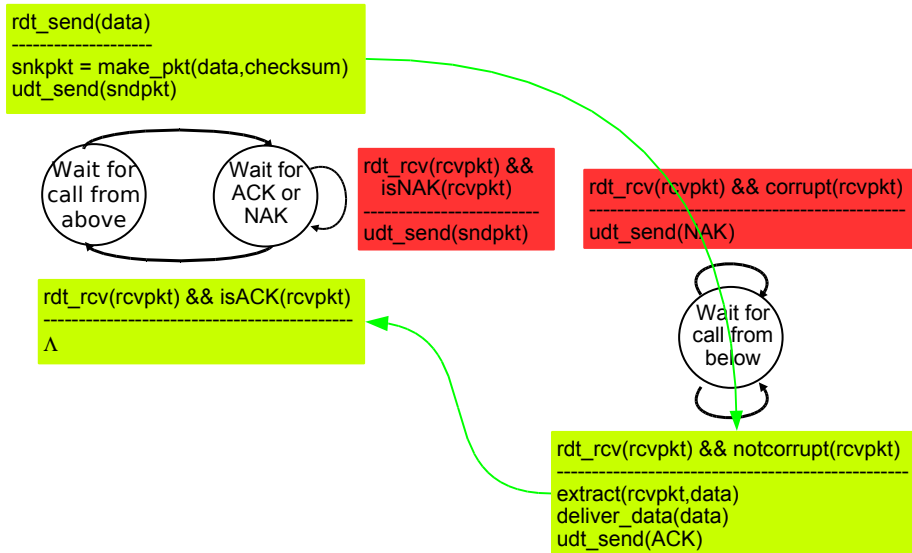 rdt_send(data)
--------------------
snkpkt = make_pkt(data,checksum)
udt_send(sndpkt)
Wait for
call from
above
Wait for
ACK or
NAK
rdt_rcv(rcvpkt) &&
isNAK(rcvpkt)
-------------------------
udt_send(sndpkt)
rdt_rcv(rcvpkt) && corrupt(rcvpkt)
---------------------------------------------
udt_send(NAK)
rdt_rcv(rcvpkt) && isACK(rcvpkt)
--------------------------------------------
Λ
Wait for
call from
below
rdt_rcv(rcvpkt) && notcorrupt(rcvpkt)
--------------------------------------------------
extract(rcvpkt,data)
deliver_data(data)
udt_send(ACK)